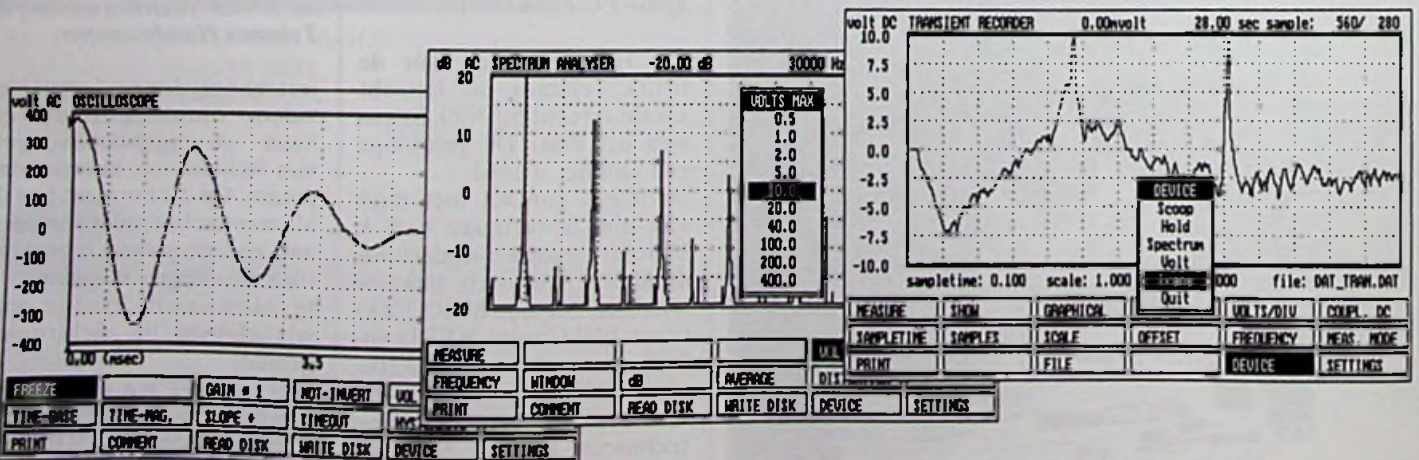 volt AC OSCILLOSCOPE
400
300
200
100
0
-100
-200
-300
-400
0.00 (msec)
3.5
FREEZE
GAIN * 1
NOT-INVERT
TIME-BASE
TIME-MAG.
SLOPE +
TIMEOUT
PRINT
COMMENT
READ DISK
WRITE DISK
DEVICE
SETTINGS
dB AC SPECTRUM ANALYSER -20.00 dB 30000 Hz
20
10
0
-10
-20
VOLTS MAX
0.5
1.0
2.0
5.0
10.0
20.0
40.0
100.0
200.0
400.0
MEASURE
FREQUENCY
WINDOW
dB
AVERAGE
PRINT
COMMENT
READ DISK
WRITE DISK
DEVICE
SETTINGS
volt DC TRANSIENT RECORDER 0.00mvolt 28.00 sec sample: 560/ 280
10.0
7.5
5.0
2.5
0.0
-2.5
-5.0
-7.5
-10.0
DEVICE
Scoop
Hold
Spectrum
Volt
Quit
sampletime: 0.100 scale: 1.000 file: DAT_TRAN.DAT
MEASURE
SHOW
GRAPHICAL
VOLTS/DIV
COUPL. DC
SAMPLETIME
SAMPLES
SCALE
OFFSET
FREQUENCY
MEAS. MODE
PRINT
FILE
DEVICE
SETTINGS